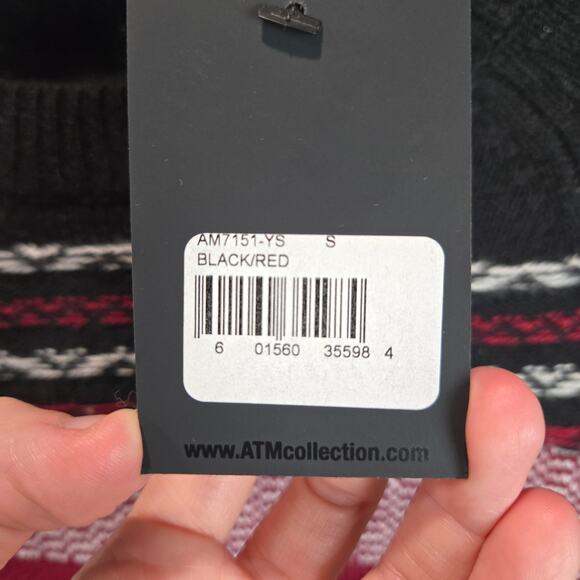 AM7151-YS S
BLACK/RED
6 01560 35598 4
www.ATMcollection.com